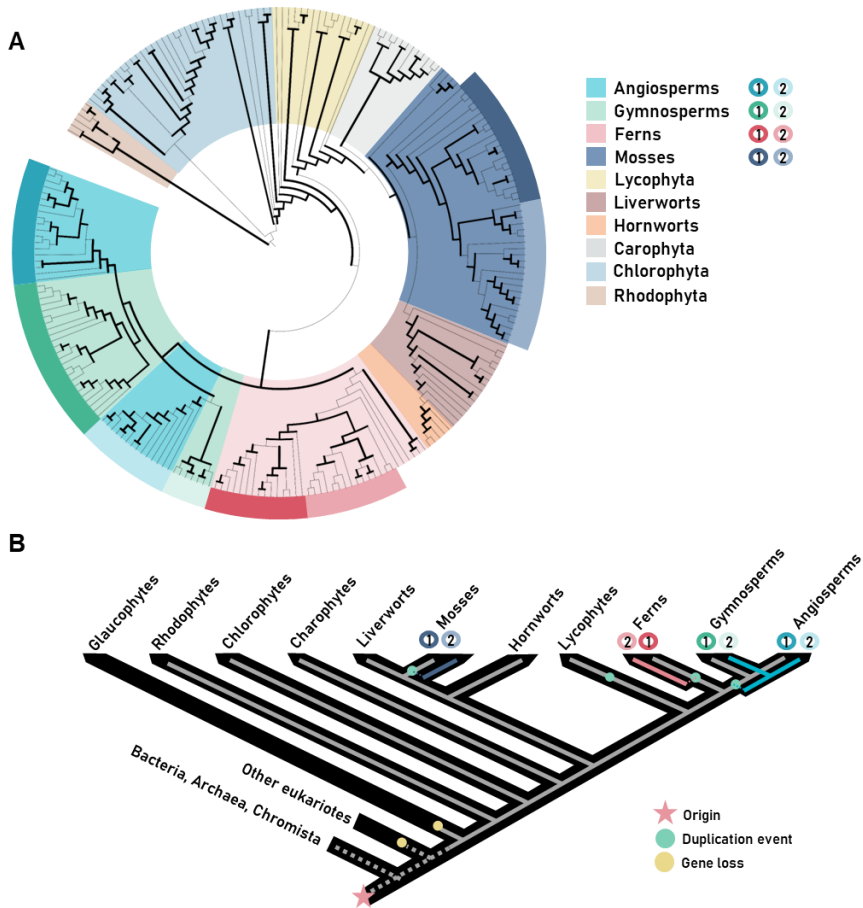 A
Angiosperms 1 2
Gymnosperms 1 2
Ferns 1 2
Mosses 1 2
Lycophyta
Liverworts
Hornworts
Carophyta
Chlorophyta
Rhodophyta
B
Glaucophytes
Rhodophytes
Chlorophytes
Charophytes
Liverworts
Mosses
1 2
Hornworts
Lycophytes
Ferns
2 1
Gymnosperms
1 2
Angiosperms
1 2
Other eukariotes
Bacteria, Archaea, Chromista
Origin
Duplication event
Gene loss